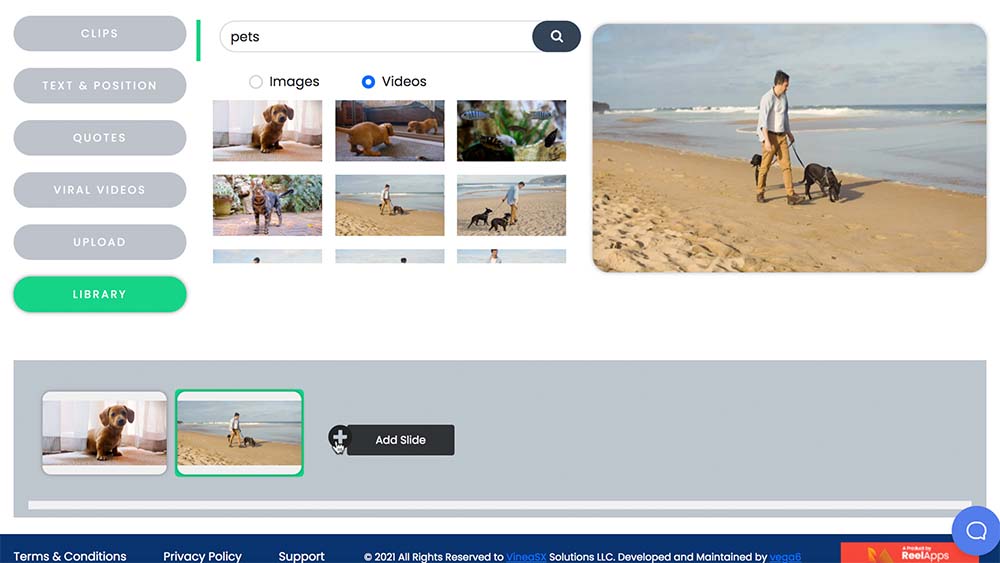 CLIPS
TEXT & POSITION
QUOTES
VIRAL VIDEOS
UPLOAD
LIBRARY
pets
Images
Videos
Add Slide
Terms & Conditions
Privacy Policy
Support
© 2021 All Rights Reserved to VineaSX Solutions LLC. Developed and Maintained by vega6
A Product by
ReelApps